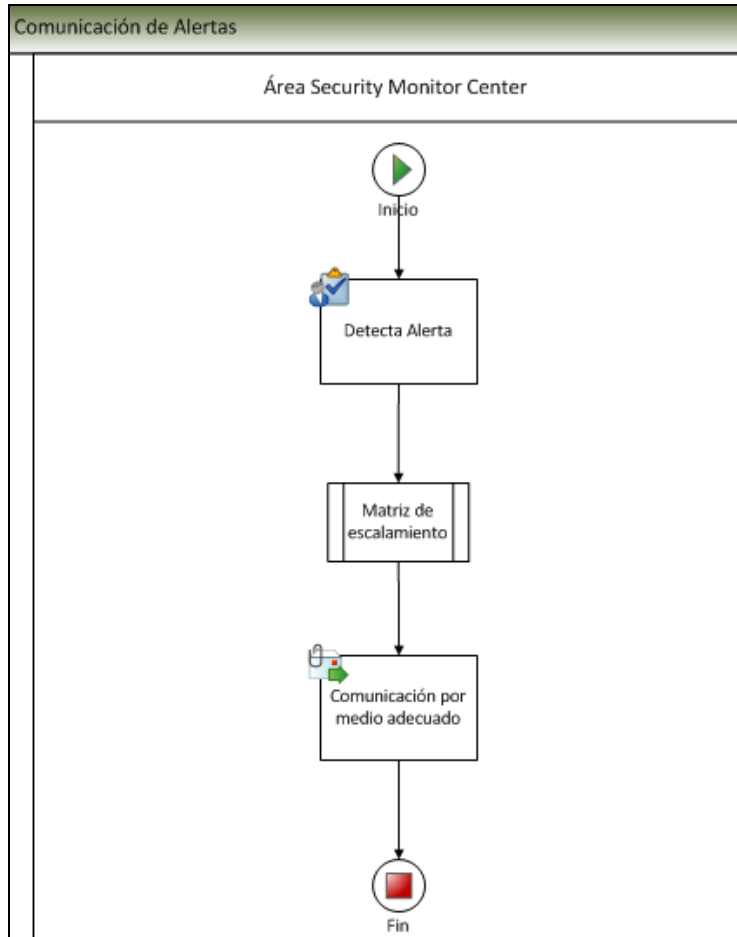 Comunicación de Alertas
Área Security Monitor Center
Inicio
Detecta Alerta
Matriz de
escalamiento
Comunicación por
medio adecuado
Fin